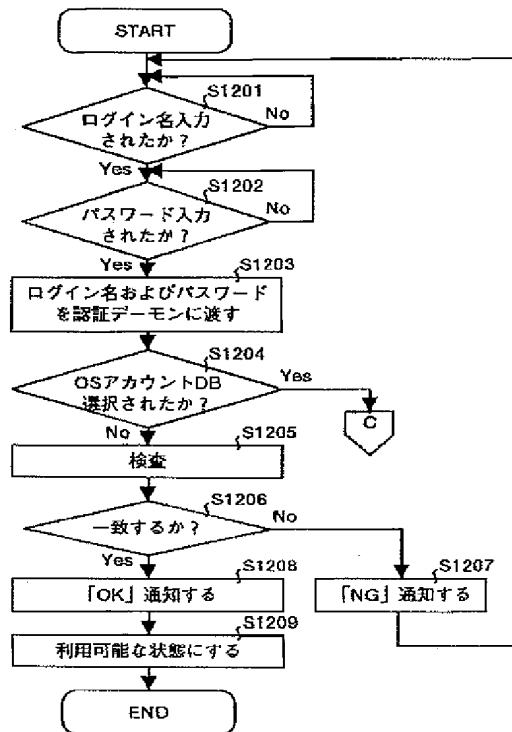 START
S1201
ログイン名入力
されたか?
No
Yes
S1202
パスワード入力
されたか?
No
Yes
S1203
ログイン名およびパスワード
を認証デーモンに渡す
S1204
OSアカウントDB
選択されたか?
Yes
C
No
S1205
検査
S1206
一致するか?
No
Yes
S1208
「OK」通知する
S1207
「NG」通知する
S1209
利用可能な状態にする
END